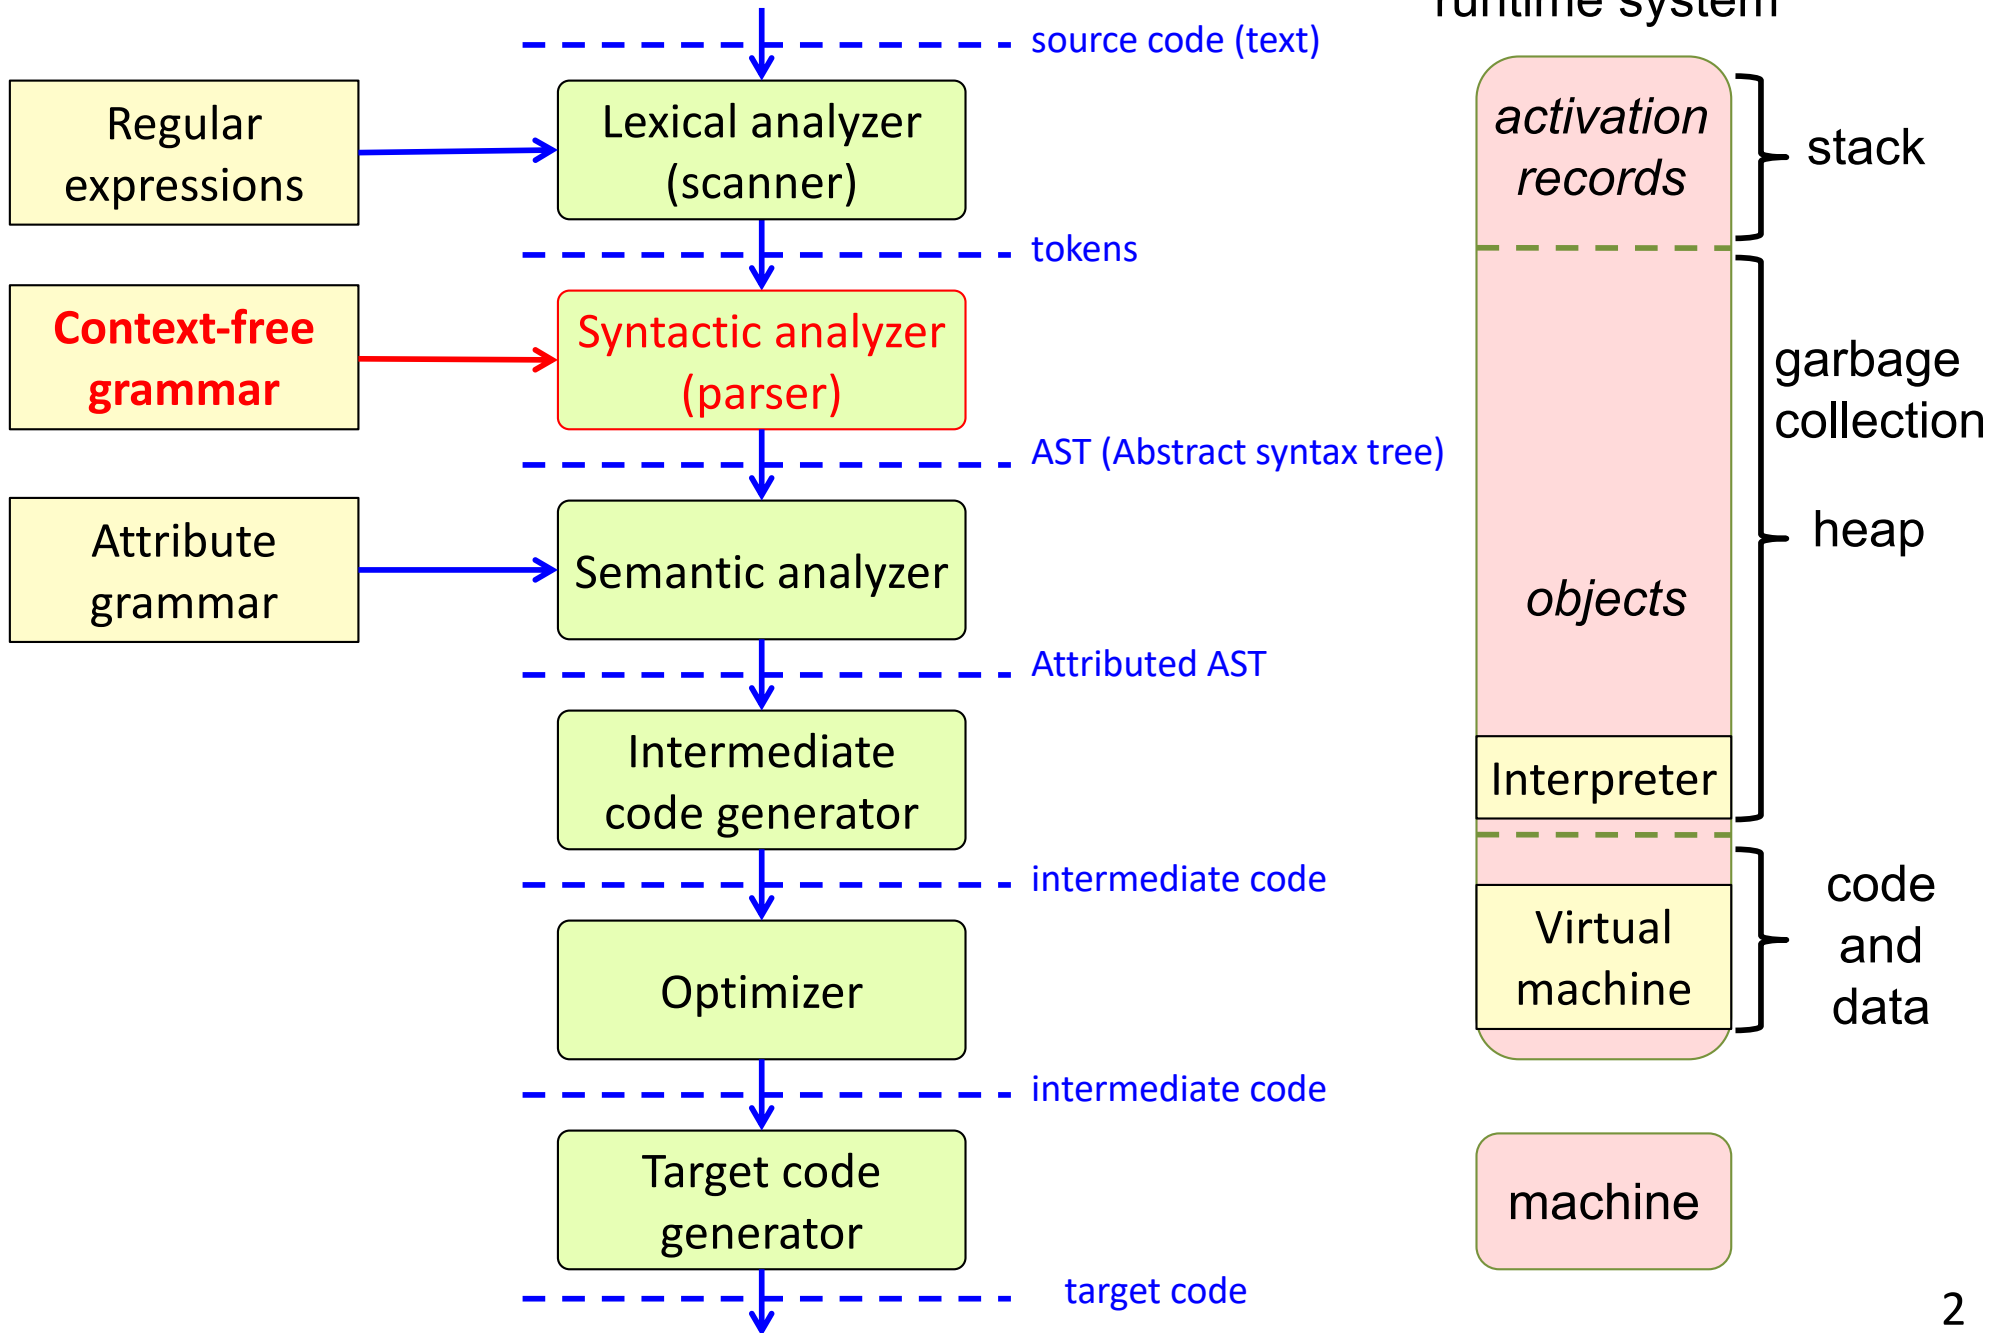 runtime system
source code (text)
Regular
expressions
Lexical analyzer
(scanner)
tokens
Context-free
grammar
Syntactic analyzer
(parser)
AST (Abstract syntax tree)
Attribute
grammar
Semantic analyzer
Attributed AST
Intermediate
code generator
intermediate code
Optimizer
intermediate code
Target code
generator
target code
activation
records
stack
garbage
collection
heap
objects
Interpreter
Virtual
machine
code
and
data
machine
2